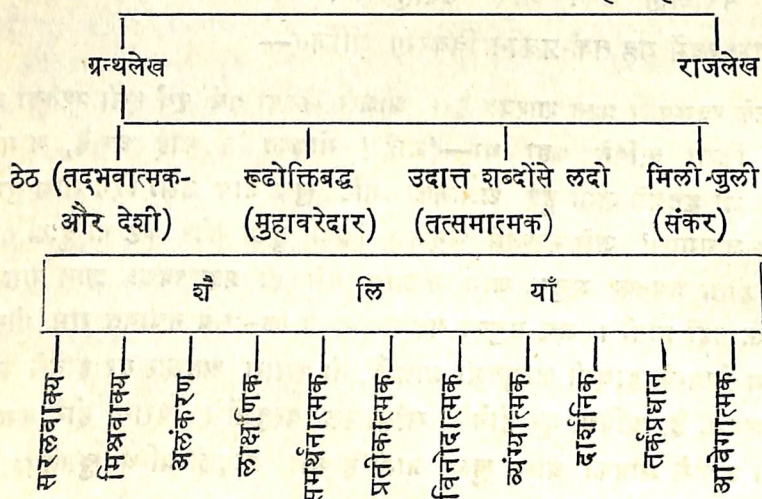 ग्रन्थलेख राजलेख
ठेठ (तद्भवात्मक- रूढोक्तिबद्ध उदात्त शब्दोंसे लदो मिली-जुली
और देशी) (मुहावरेदार) (तत्समात्मक) (संकर)
शै लि याँ
सरलवाक्य
मिश्रवाक्य
अलंकरण
लाक्षणिक
समर्थनात्मक
प्रतीकात्मक
विनोदात्मक
व्यंग्यात्मक
दार्शनिक
तर्कप्रधान
आवेगात्मक